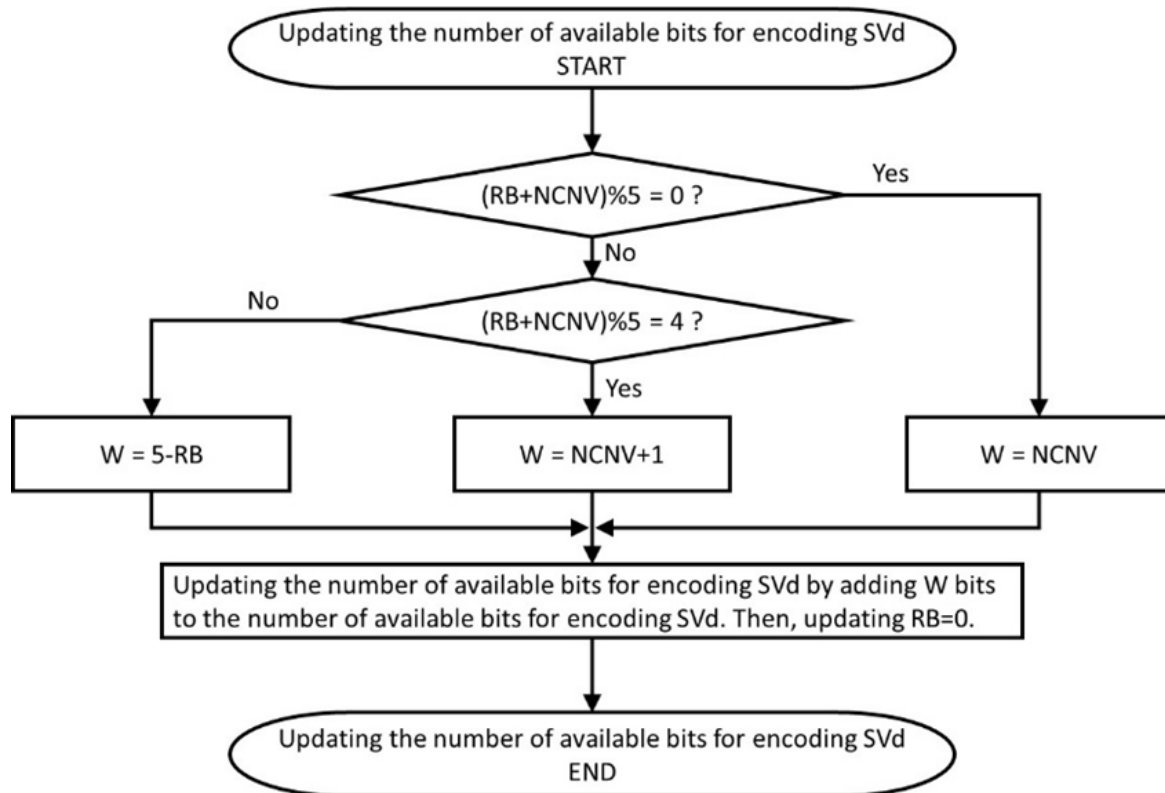 Updating the number of available bits for encoding SVd
START
(RB+NCNV)%5 = 0 ?
Yes
No
(RB+NCNV)%5 = 4 ?
No
Yes
W = 5-RB
W = NCNV+1
W = NCNV
Updating the number of available bits for encoding SVd by adding W bits
to the number of available bits for encoding SVd. Then, updating RB=0.
Updating the number of available bits for encoding SVd
END